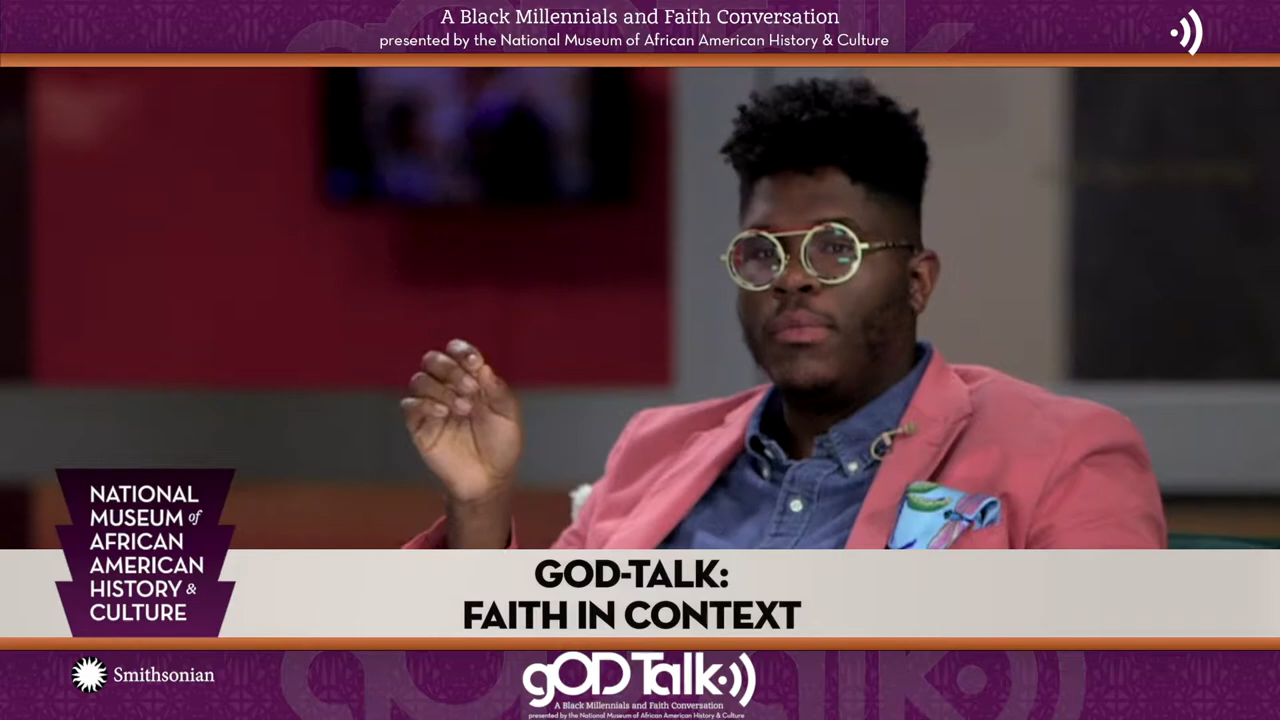 A Black Millennials and Faith Conversation
presented by the National Museum of African American History & Culture
NATIONAL
MUSEUM of
AFRICAN
AMERICAN
HISTORY &
CULTURE
GOD-TALK:
FAITH IN CONTEXT
Smithsonian
gOD Talk
A Black Millennials and Faith Conversation
presented by the National Museum of African American History & Culture